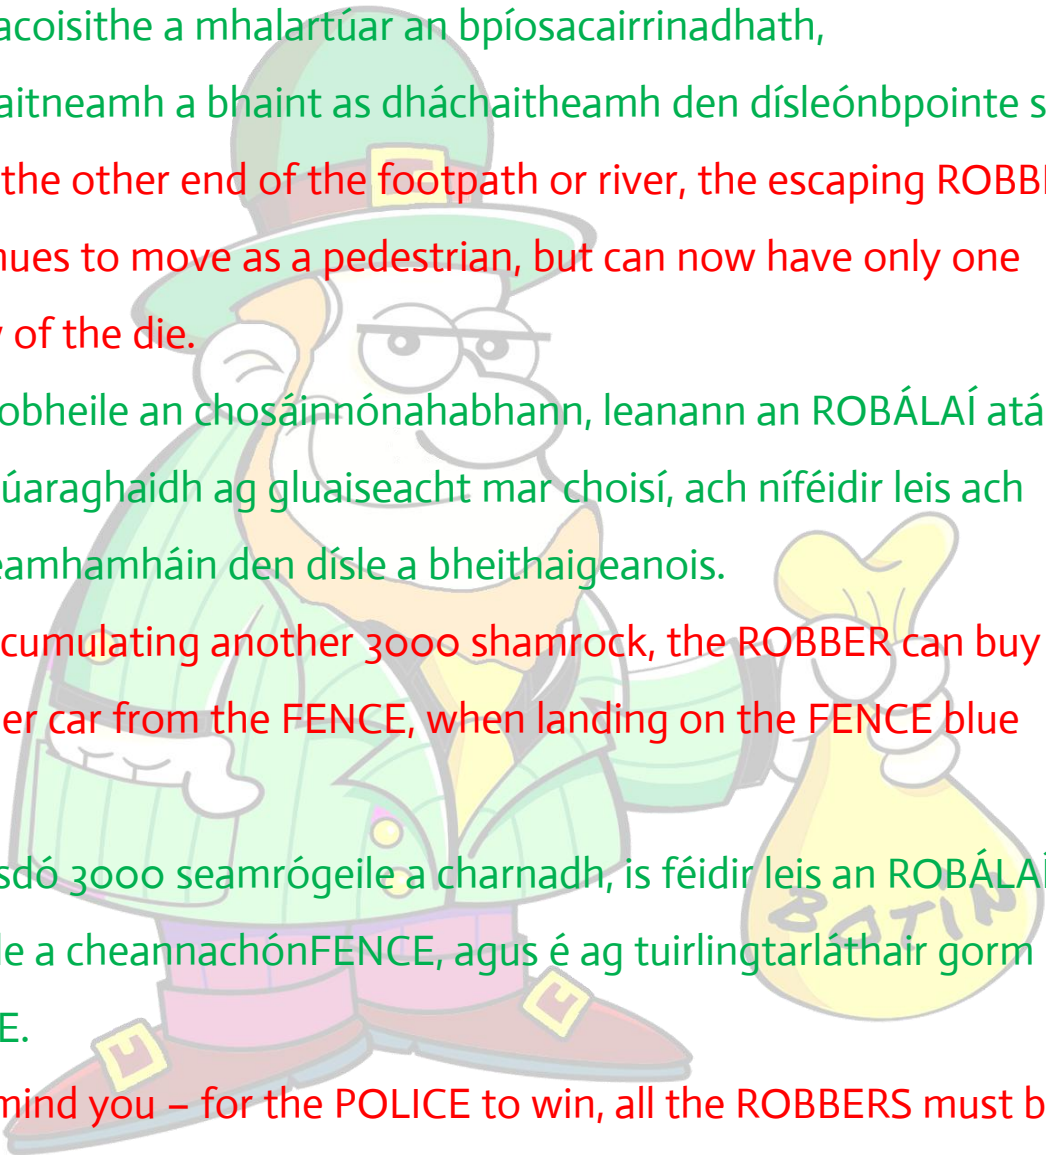 acoisithe a mhalartúar an bpíosacairrinadhath,
aitneamh a bhaint as dháchaitheamh den dísleónbpointe s
the other end of the footpath or river, the escaping ROBB
nues to move as a pedestrian, but can now have only one
of the die.
obheile an chosáinnónahabhann, leanann an ROBÁLAÍ atá
úaraghaidh ag gluaiseacht mar choisí, ach níféidir leis ach
eamhamháin den dísle a bheithaigeanois.
cumulating another 3000 shamrock, the ROBBER can buy
er car from the FENCE, when landing on the FENCE blue
sdó 3000 seamrógeile a charnadh, is féidir leis an ROBÁLAÍ
le a cheannachónFENCE, agus é ag tuirlingtarláthair gorm
E.
mind you – for the POLICE to win, all the ROBBERS must b
BOTIN